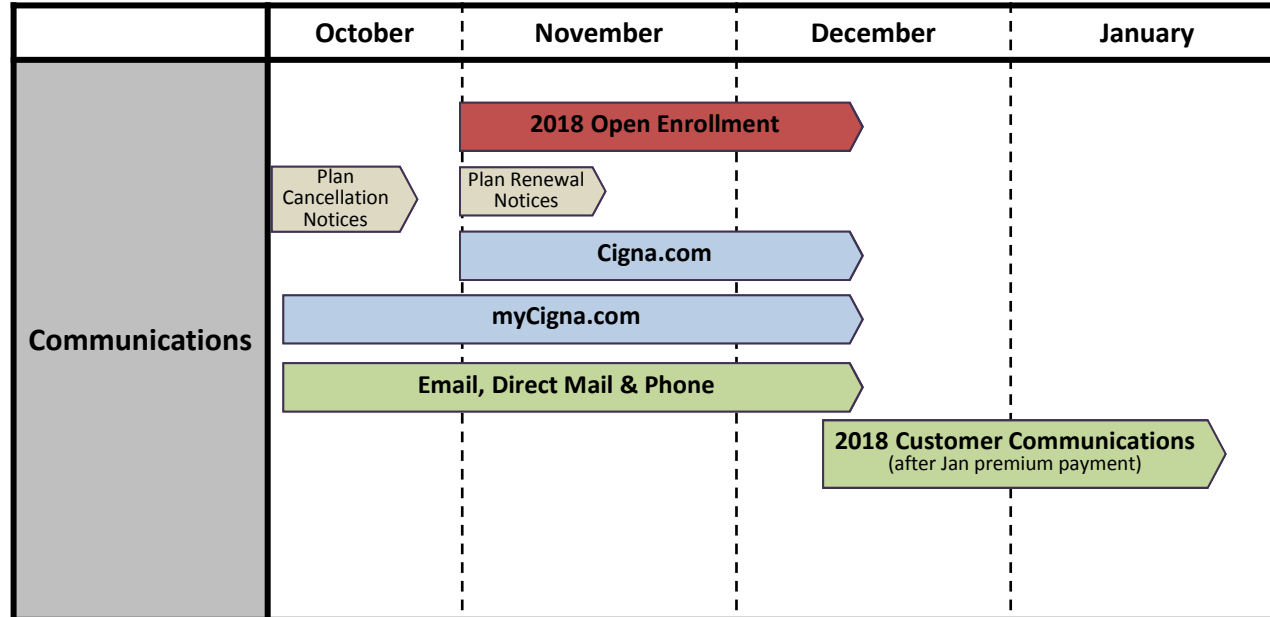 October November December January
2018 Open Enrollment
Plan
Cancellation
Notices
Plan Renewal
Notices
Cigna.com
myCigna.com
Communications
Email, Direct Mail & Phone
2018 Customer Communications
(after Jan premium payment)